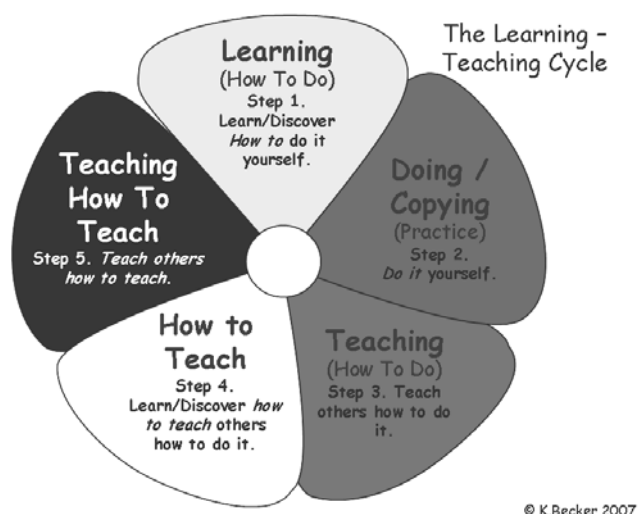 The Learning –
Teaching Cycle
Learning
(How To Do)
Step 1.
Learn/Discover
How to do it
yourself.
Doing /
Copying
(Practice)
Step 2.
Do it yourself.
Teaching
(How To Do)
Step 3. Teach
others how to do
it.
How to
Teach
Step 4.
Learn/Discover how
to teach others
how to do it.
Teaching
How To
Teach
Step 5. Teach others
how to teach.
© K.Becker 2007